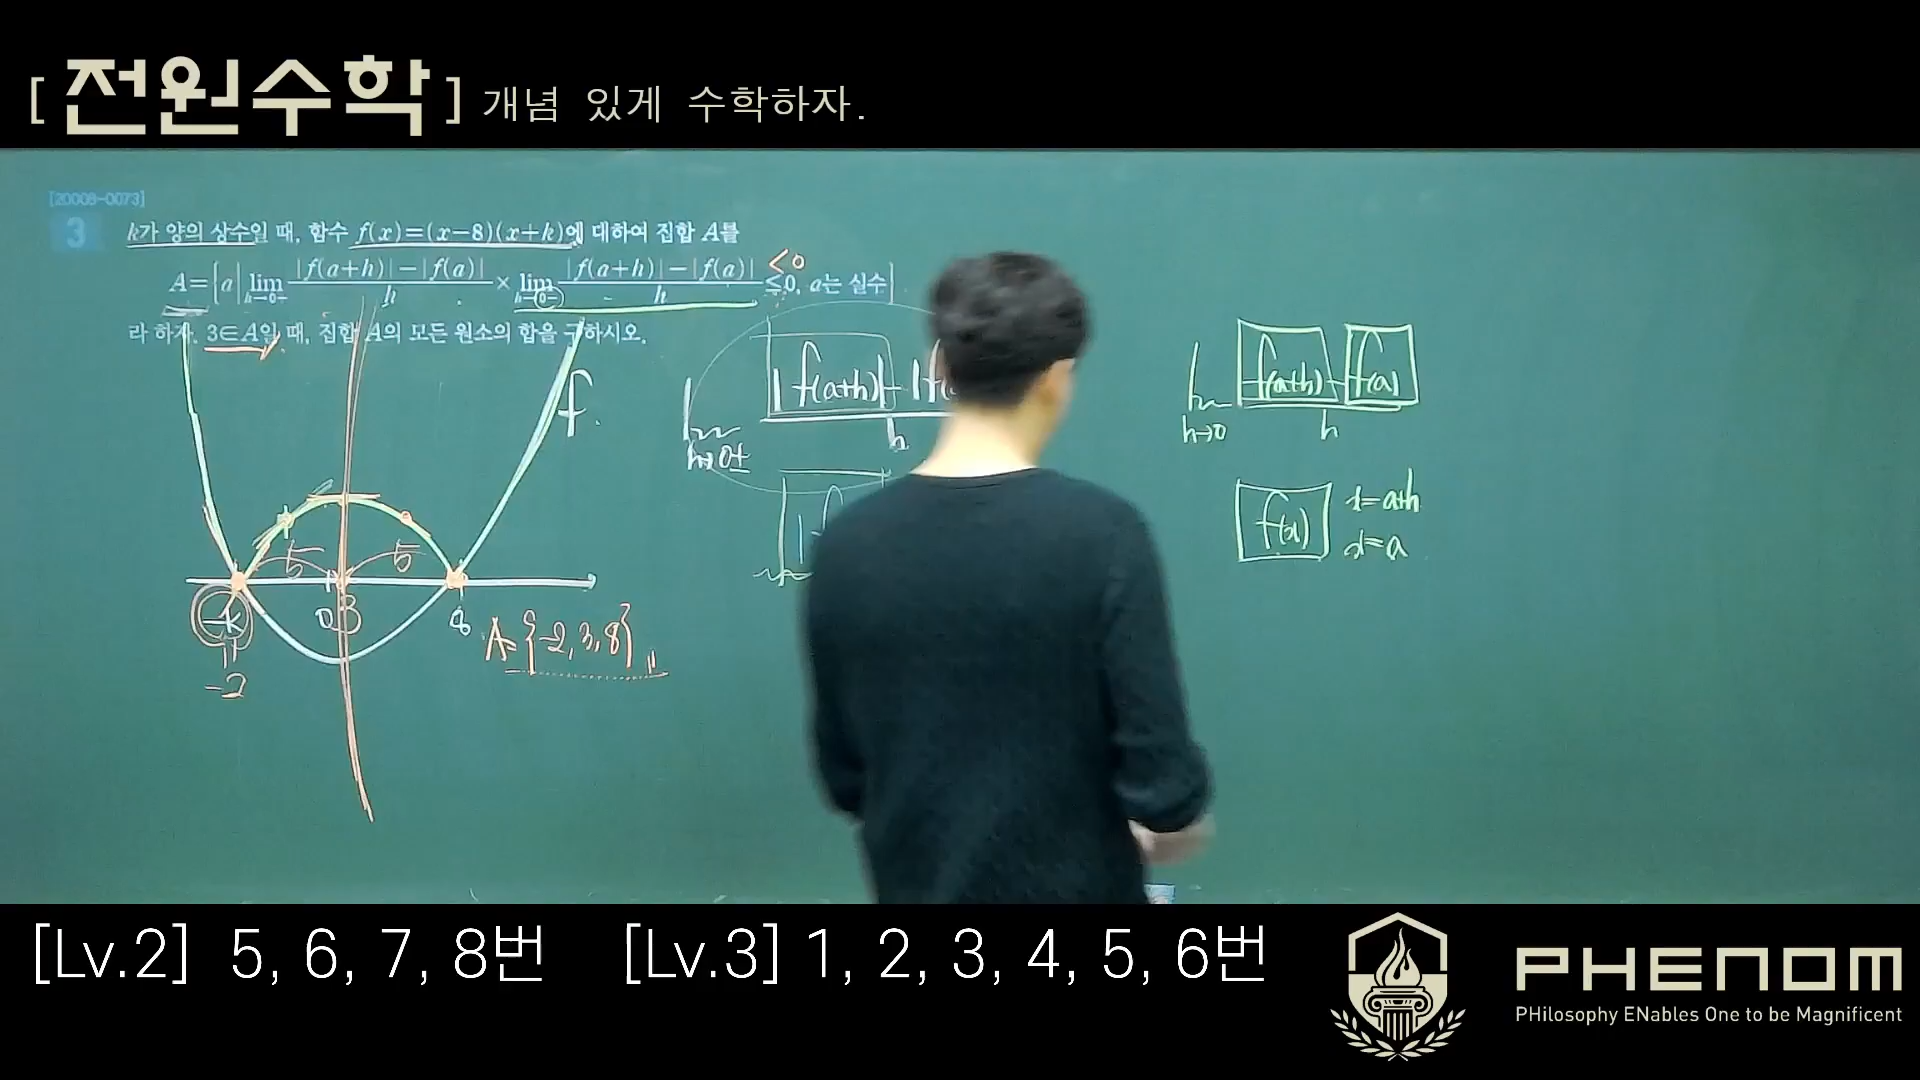 [전원수학] 개념 있게 수학하자.
[20008-0073]
3
k가 양의 상수일 때, 함수 f(x)=(x-8)(x+k)에 대하여 집합 A를
A={a| lim h→0+ |f(a+h)|-|f(a)| / h × lim h→0- |f(a+h)|-|f(a)| / h ≤0, a는 실수}
<0
라 하자. 3∈A일 때, 집합 A의 모든 원소의 합을 구하시오.
f.
5 5
-k 0 3 8
-2
A={-2, 3, 8}
lim h→0± |f(a+h)|-|f(
h
lim h→0 f(a+h)-f(a)
h
f(x) x=a+h
x=a
[Lv.2] 5, 6, 7, 8번 [Lv.3] 1, 2, 3, 4, 5, 6번
PHENOM
PHilosophy ENables One to be Magnificent